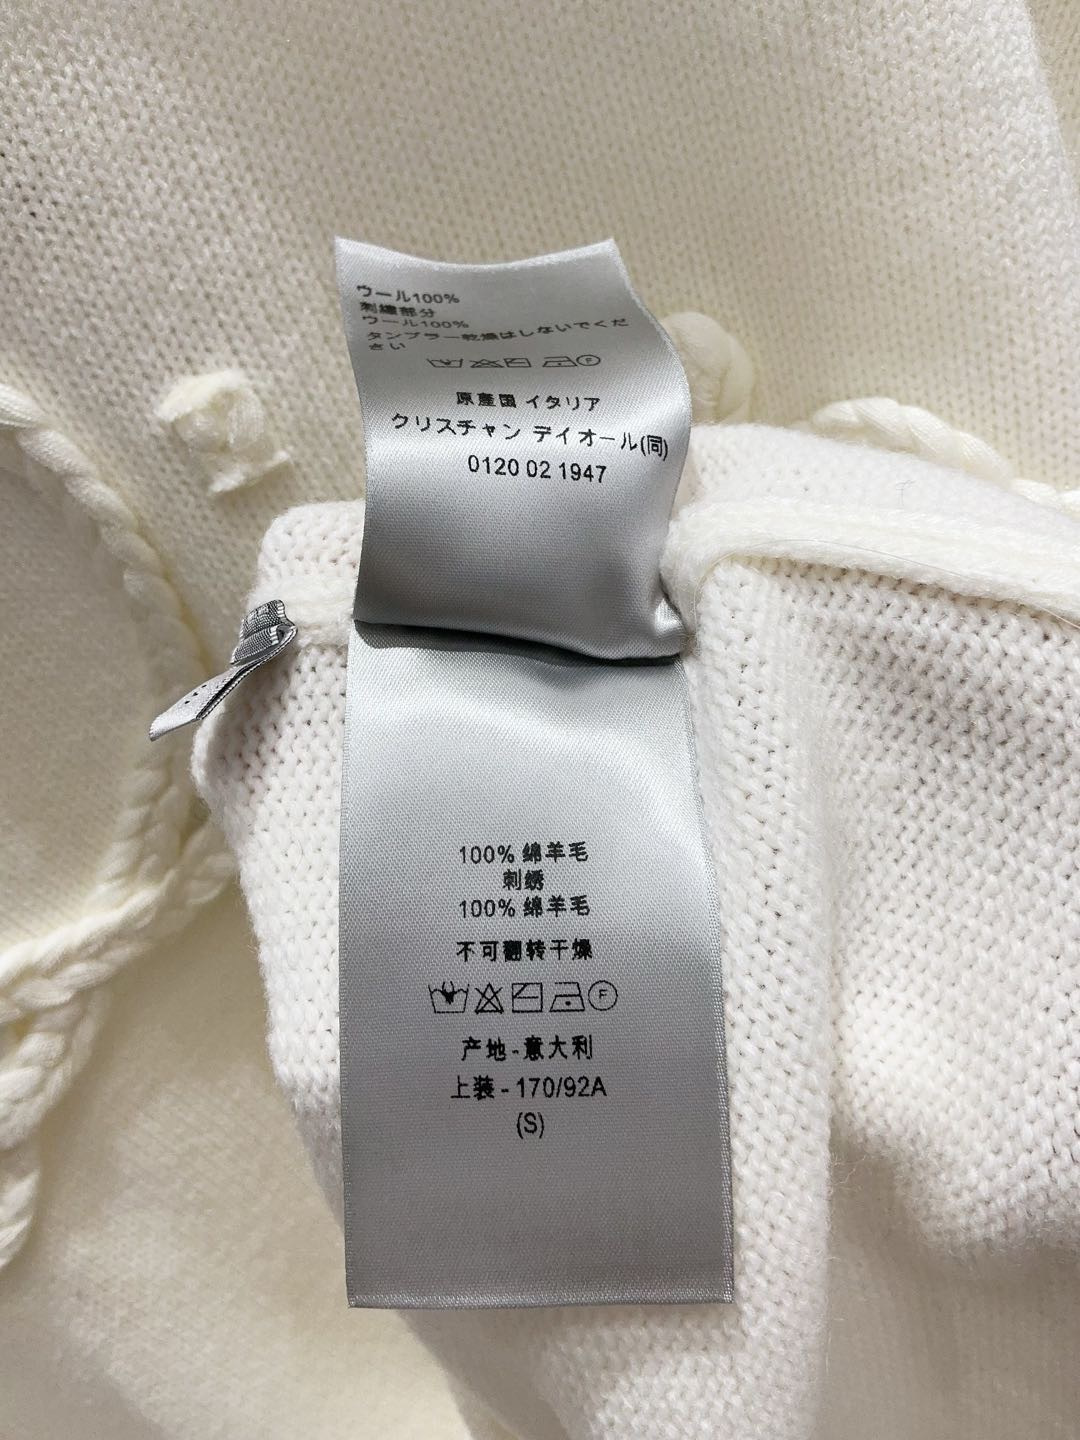 ウール100%
刺繍部分
ウール100%
タンブラー乾燥はしないでくだ
さい
F
原産国 イタリア
クリスチャン ディオール(同)
0120 02 1947
100% 绵羊毛
刺绣
100% 绵羊毛
不可翻转干燥
F
产地 - 意大利
上装 - 170/92A
(S)